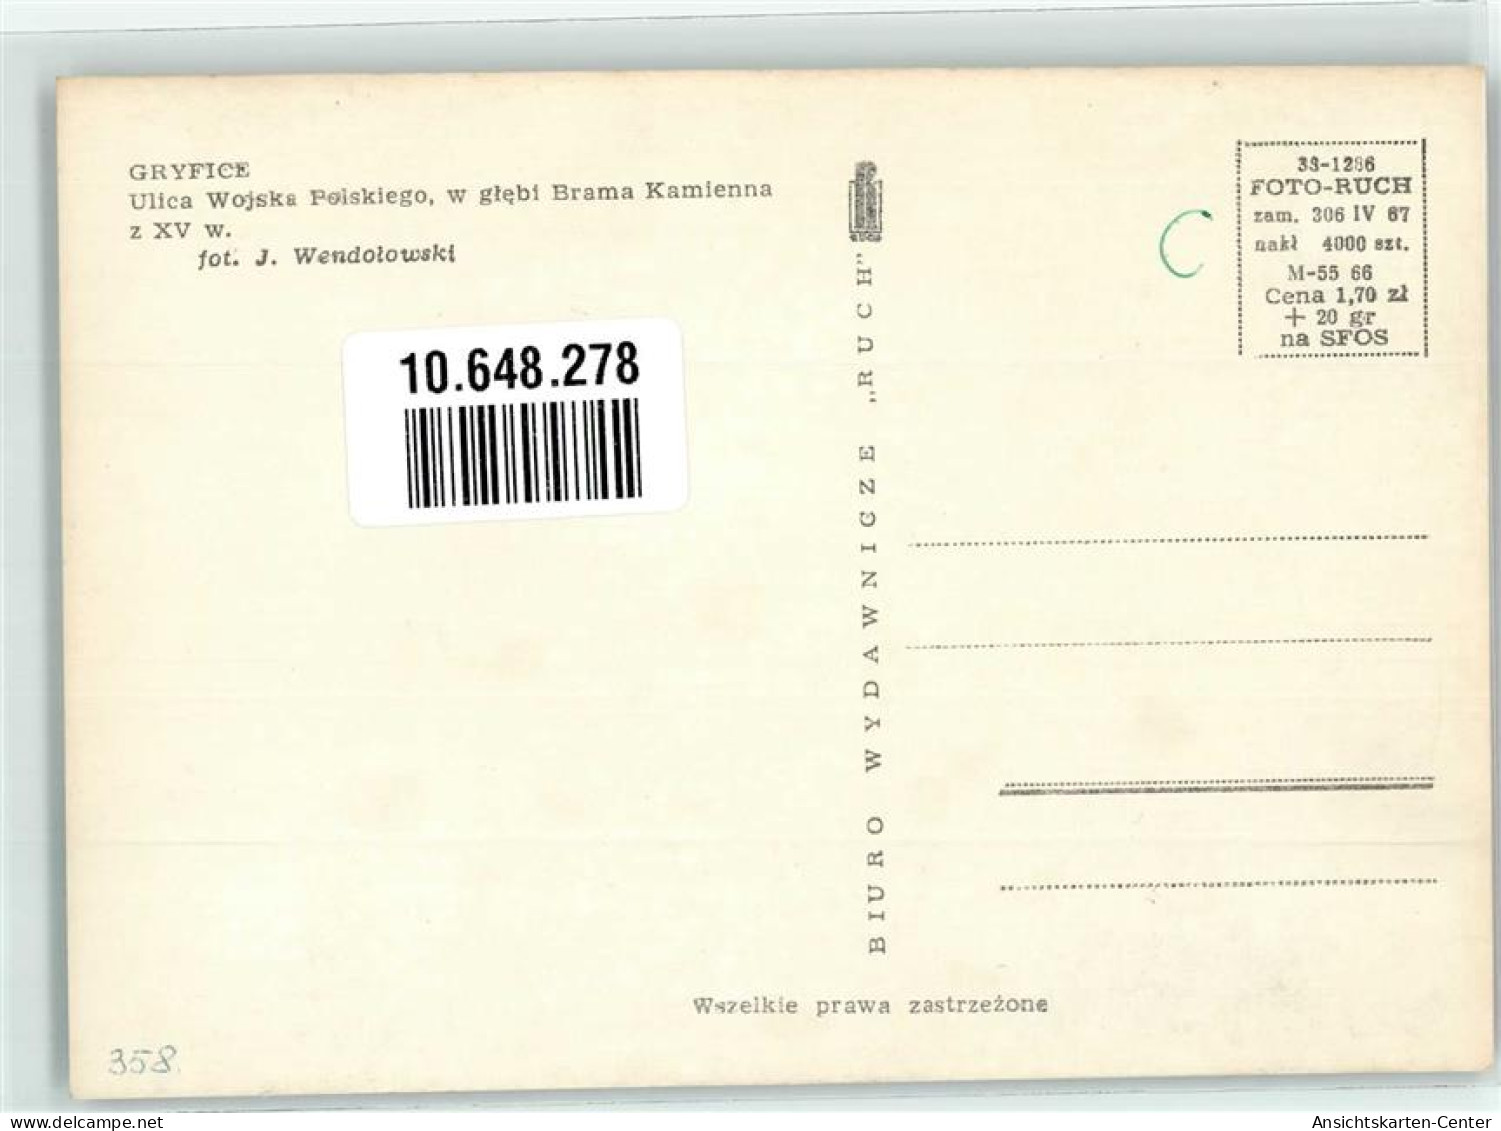 GRYFICE
Ulica Wojska Polskiego, w głębi Brama Kamienna
z XV w.
fot. J. Wendołowski
10.648.278
BIURO WYDAWNICZE "RUCH"
38-1286
FOTO-RUCH
zam. 306 IV 67
nakł 4000 szt.
M-55 66
Cena 1,70 zł
+ 20 gr
na SFOS
Wszelkie prawa zastrzeżone
358
www.delcampe.net
Ansichtskarten-Center